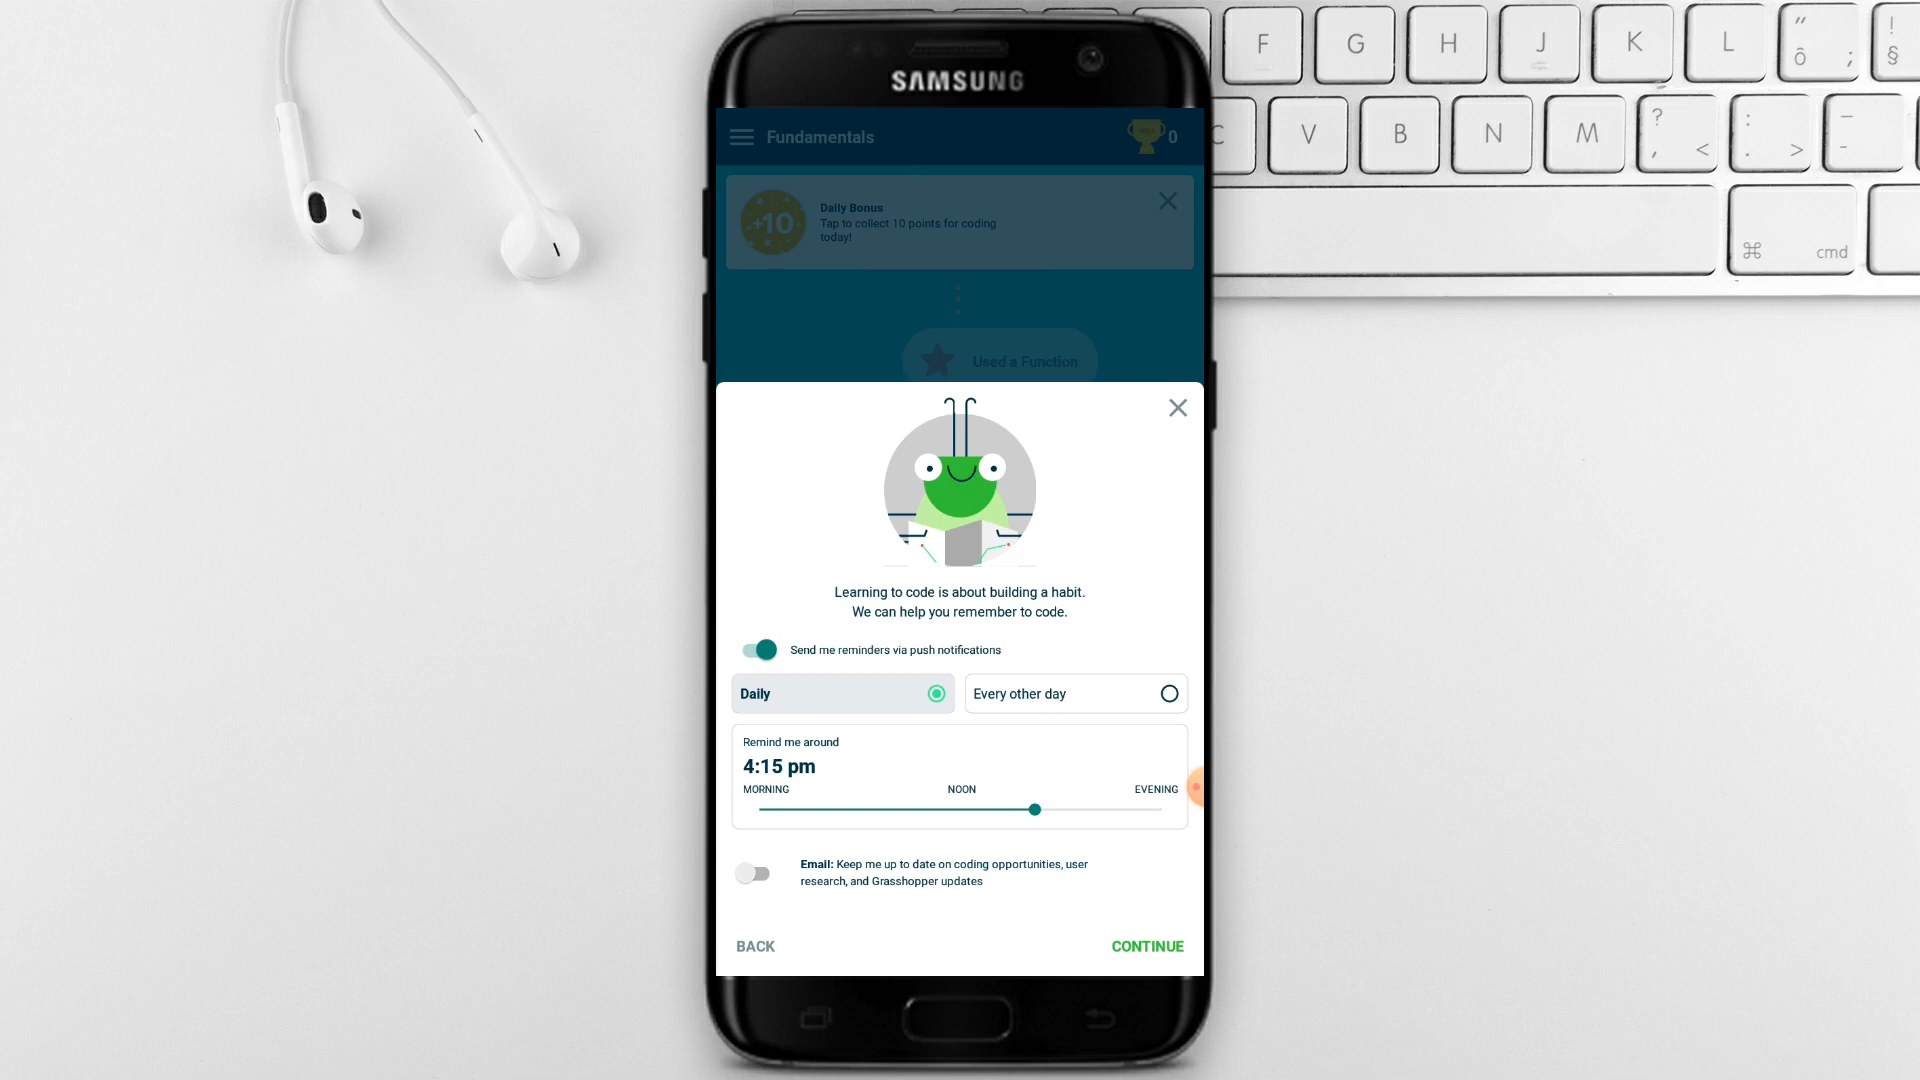 SAMSUNG
Fundamentals
0
+10
Daily Bonus
Tap to collect 10 points for coding
today!
Used a Function
Learning to code is about building a habit.
We can help you remember to code.
Send me reminders via push notifications
Daily
Every other day
Remind me around
4:15 pm
MORNING NOON EVENING
Email: Keep me up to date on coding opportunities, user
research, and Grasshopper updates
BACK
CONTINUE
F G H J K L “ ô ; ! §
C V B N M ? , < : . > – -
⌘ cmd